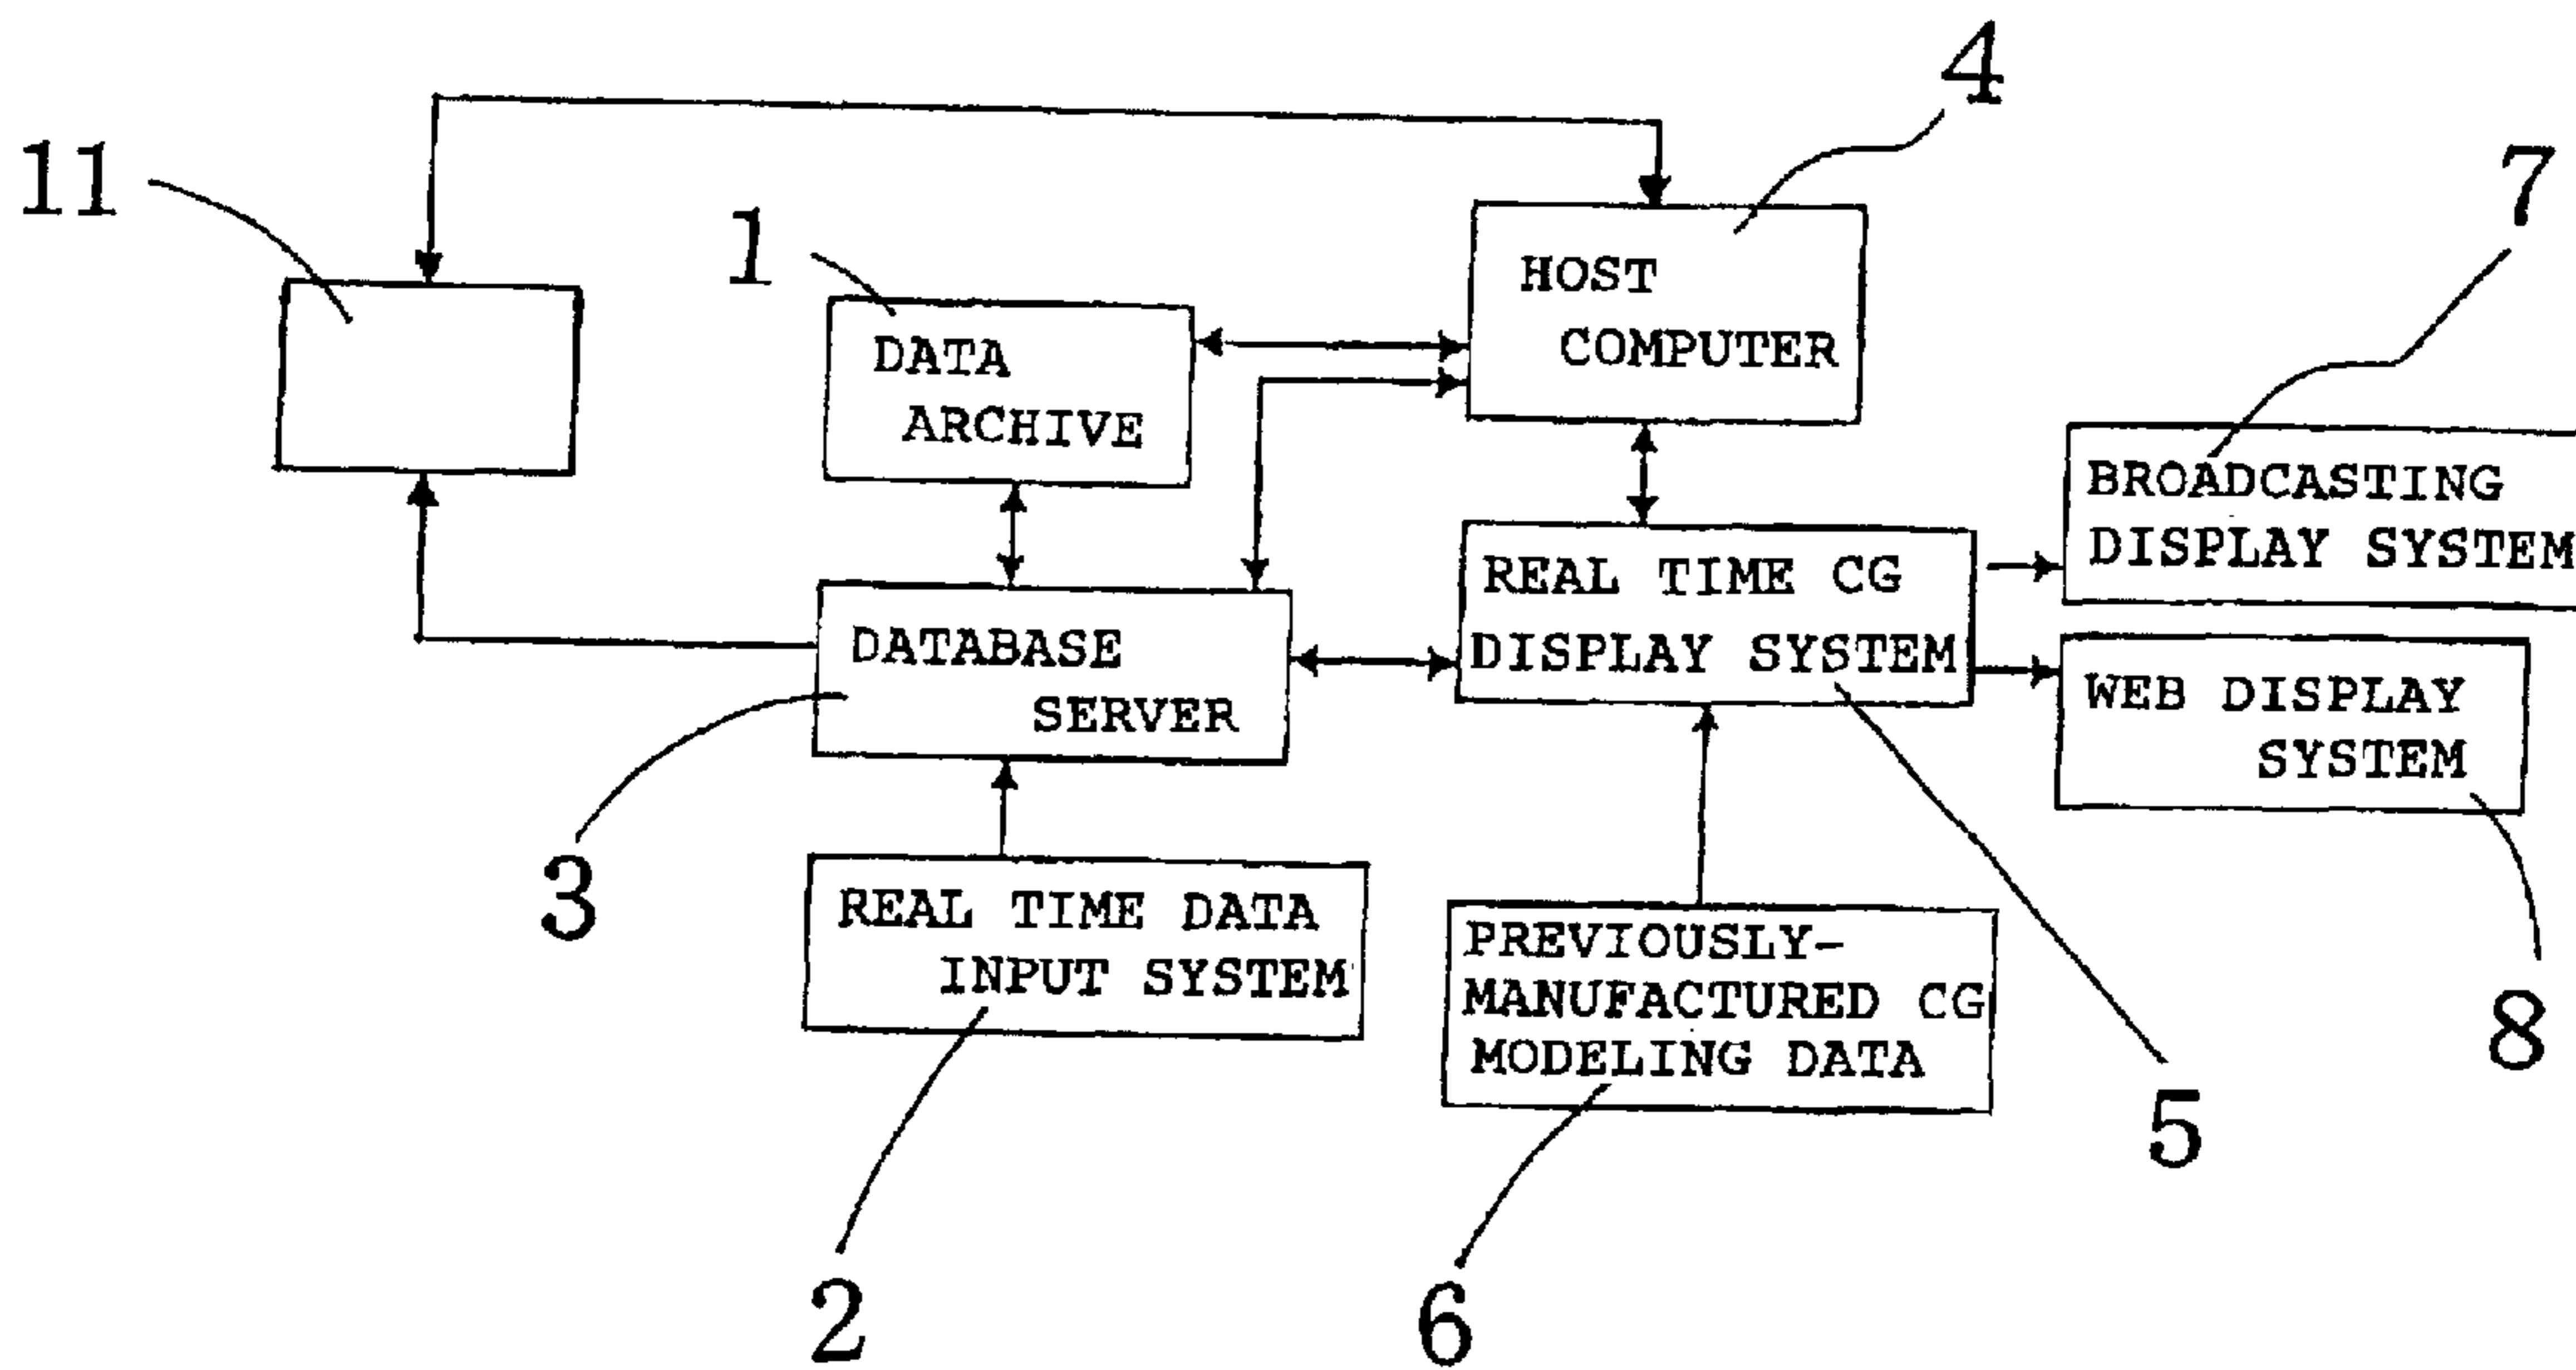 4
11
7
1
HOST
COMPUTER
DATA
ARCHIVE
BROADCASTING
DISPLAY SYSTEM
REAL TIME CG
DISPLAY SYSTEM
DATABASE
SERVER
WEB DISPLAY
SYSTEM
3
REAL TIME DATA
INPUT SYSTEM
PREVIOUSLY-
MANUFACTURED CG
MODELING DATA
8
5
2
6